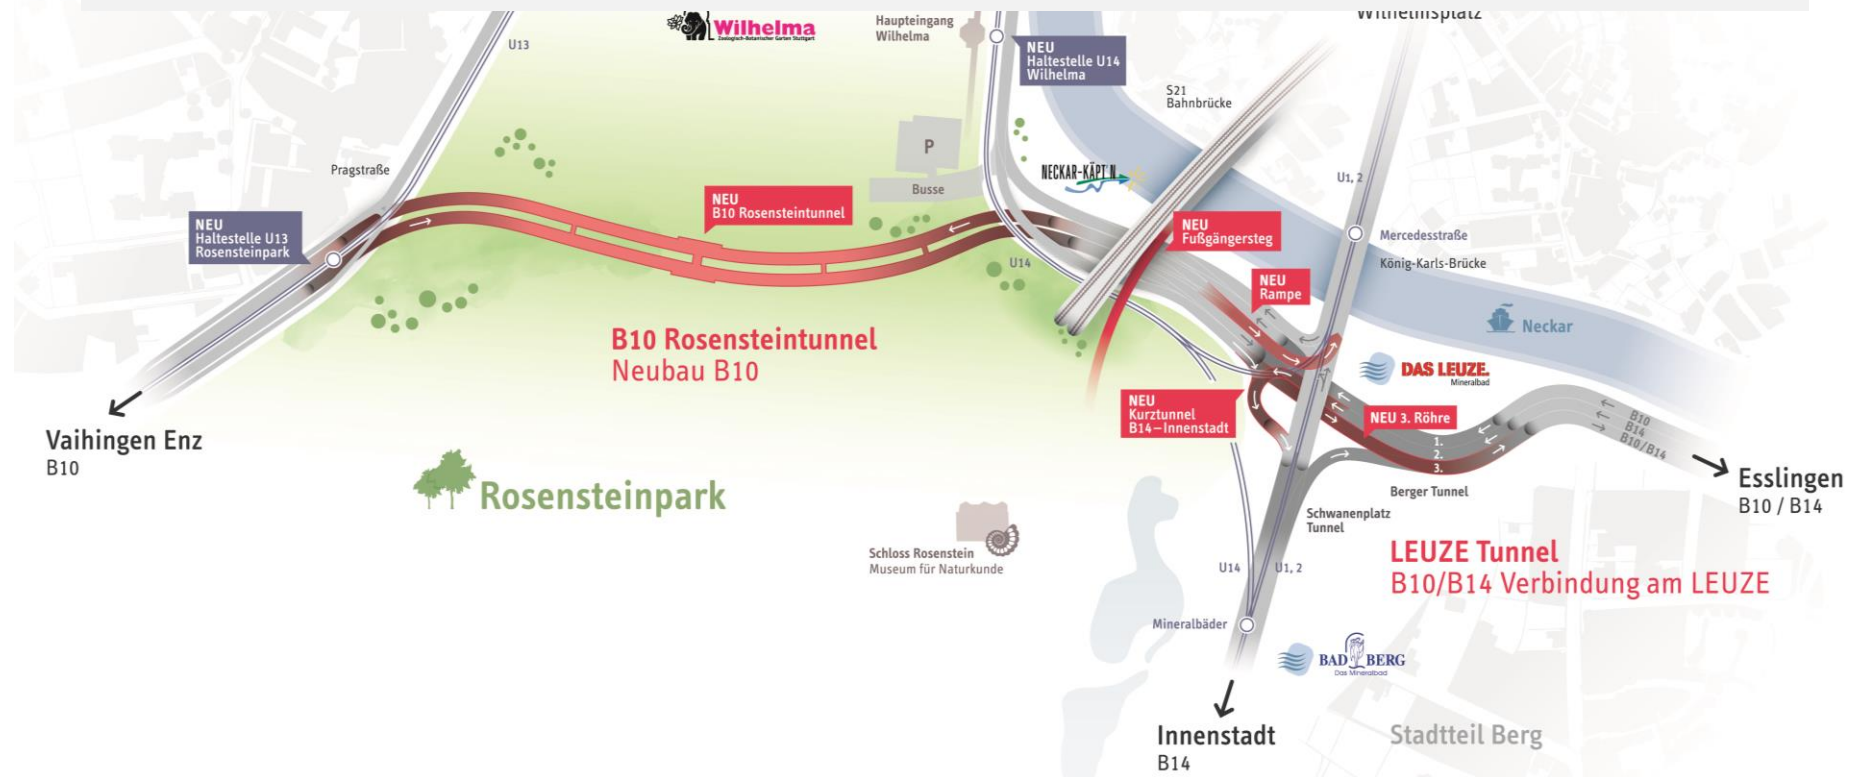 Wilhelma
Zoologisch-Botanischer Garten Stuttgart
Haupteingang
Wilhelma
Wilhelmsplatz
U13
NEU
Haltestelle U14
Wilhelma
S21
Bahnbrücke
Pragstraße
P
Busse
NECKAR-KÄPT'N
U1, 2
NEU
B10 Rosensteintunnel
NEU
Haltestelle U13
Rosensteinpark
NEU
Fußgängersteg
Mercedesstraße
König-Karls-Brücke
U14
NEU
Rampe
Neckar
B10 Rosensteintunnel
Neubau B10
DAS LEUZE.
Mineralbad
NEU
Kurztunnel
B14–Innenstadt
NEU 3. Röhre
B10
B14
B10/B14
1.
2.
3.
Vaihingen Enz
B10
Esslingen
B10 / B14
Rosensteinpark
Berger Tunnel
Schwanenplatz
Tunnel
Schloss Rosenstein
Museum für Naturkunde
LEUZE Tunnel
B10/B14 Verbindung am LEUZE
U14
U1, 2
Mineralbäder
BAD BERG
Das Mineralbad
Innenstadt
B14
Stadtteil Berg